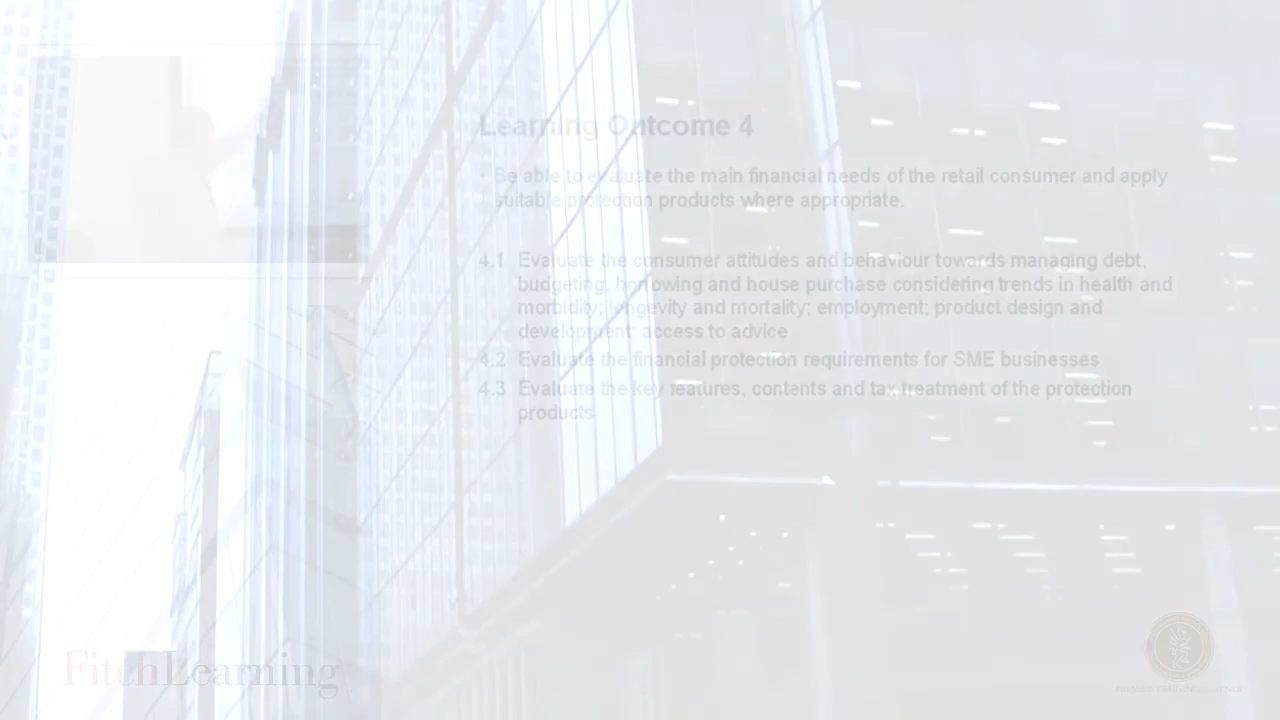 Learning Outcome 4
Be able to evaluate the main financial needs of the retail consumer and apply
suitable protection products where appropriate.
4.1 Evaluate the consumer attitudes and behaviour towards managing debt,
budgeting, borrowing and house purchase considering trends in health and
morbidity; longevity and mortality; employment; product design and
development; access to advice
4.2 Evaluate the financial protection requirements for SME businesses
4.3 Evaluate the key features, contents and tax treatment of the protection
products
FitchLearning